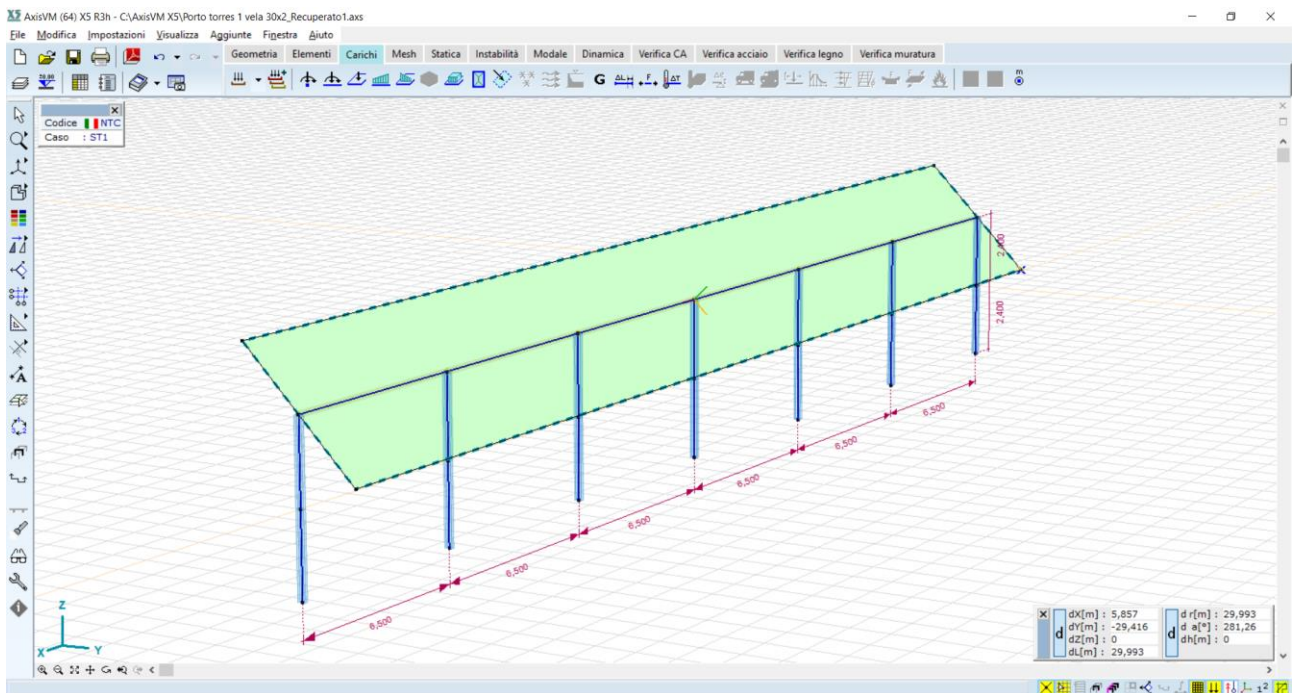 AxisVM (64) X5 R3h - C:\AxisVM X5\Porto torres 1 vela 30x2_Recuperato1.axs
File Modifica Impostazioni Visualizza Aggiunte Finestra Aiuto
Geometria Elementi Carichi Mesh Statica Instabilità Modale Dinamica Verifica CA Verifica acciaio Verifica legno Verifica muratura
Codice NTC
Caso : ST1
2,400
6,500
6,500
6,500
6,500
6,500
6,500
Z
X
Y
dX[m] : 5,857
dY[m] : -29,416
dZ[m] : 0
dL[m] : 29,993
d
d r[m] : 29,993
d a[°] : 281,26
dh[m] : 0